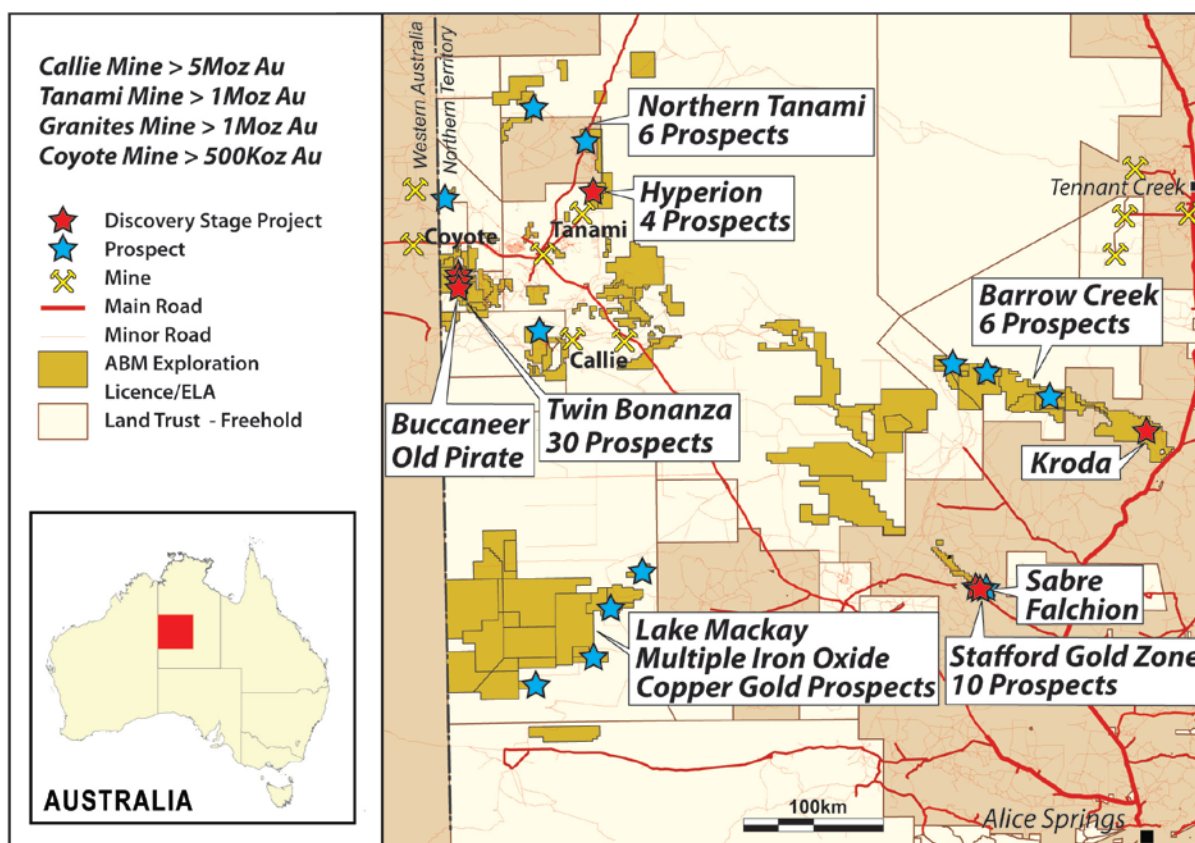 Callie Mine > 5Moz Au
Tanami Mine > 1Moz Au
Granites Mine > 1Moz Au
Coyote Mine > 500Koz Au
Discovery Stage Project
Prospect
Mine
Main Road
Minor Road
ABM Exploration
Licence/ELA
Land Trust - Freehold
AUSTRALIA
Western Australia
Northern Territory
Northern Tanami
6 Prospects
Hyperion
4 Prospects
Tennant Creek
Coyote
Tanami
Barrow Creek
6 Prospects
Callie
Buccaneer
Old Pirate
Twin Bonanza
30 Prospects
Kroda
Sabre
Falchion
Lake Mackay
Multiple Iron Oxide
Copper Gold Prospects
Stafford Gold Zone
10 Prospects
100km
Alice Springs